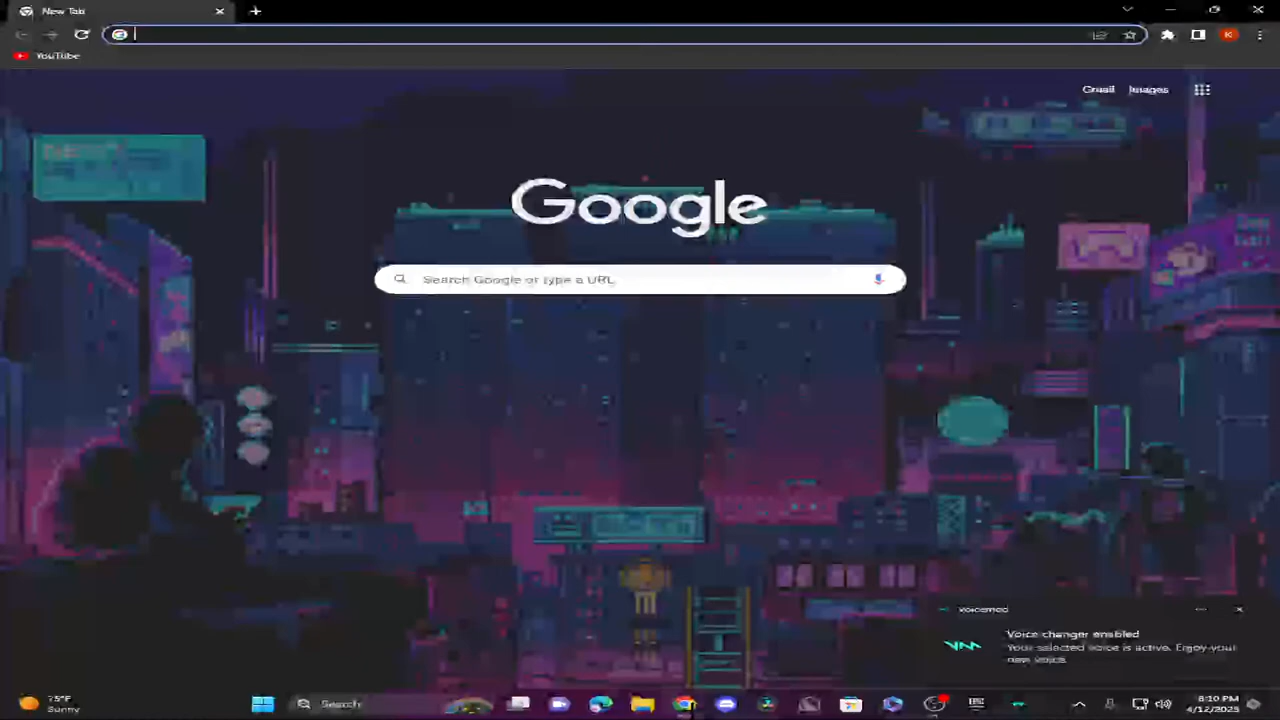 New Tab
YouTube
Gmail Images
Google
Search Google or type a URL
K
voicemod
Voice changer enabled
Your selected voice is active. Enjoy your
new voice.
75°F
Sunny
Search
8:10 PM
4/12/2023